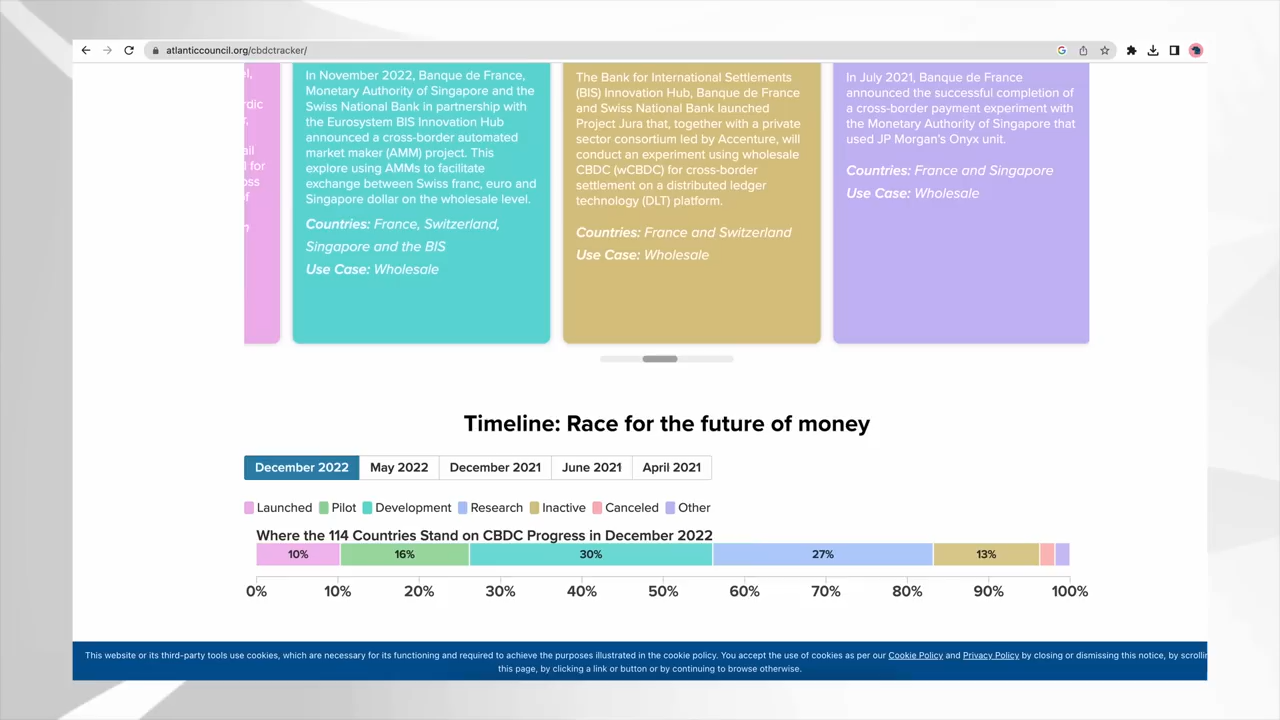 atlanticcouncil.org/cbdctracker/
rdic
all
for
oss
of
In November 2022, Banque de France,
Monetary Authority of Singapore and the
Swiss National Bank in partnership with
the Eurosystem BIS Innovation Hub
announced a cross-border automated
market maker (AMM) project. This
explore using AMMs to facilitate
exchange between Swiss franc, euro and
Singapore dollar on the wholesale level.
Countries: France, Switzerland,
Singapore and the BIS
Use Case: Wholesale
The Bank for International Settlements
(BIS) Innovation Hub, Banque de France
and Swiss National Bank launched
Project Jura that, together with a private
sector consortium led by Accenture, will
conduct an experiment using wholesale
CBDC (wCBDC) for cross-border
settlement on a distributed ledger
technology (DLT) platform.
Countries: France and Switzerland
Use Case: Wholesale
In July 2021, Banque de France
announced the successful completion of
a cross-border payment experiment with
the Monetary Authority of Singapore that
used JP Morgan's Onyx unit.
Countries: France and Singapore
Use Case: Wholesale
Timeline: Race for the future of money
December 2022 May 2022 December 2021 June 2021 April 2021
Launched Pilot Development Research Inactive Canceled Other
Where the 114 Countries Stand on CBDC Progress in December 2022
10% 16% 30% 27% 13%
0% 10% 20% 30% 40% 50% 60% 70% 80% 90% 100%
This website or its third-party tools use cookies, which are necessary for its functioning and required to achieve the purposes illustrated in the cookie policy. You accept the use of cookies as per our Cookie Policy and Privacy Policy by closing or dismissing this notice, by scrolli
this page, by clicking a link or button or by continuing to browse otherwise.